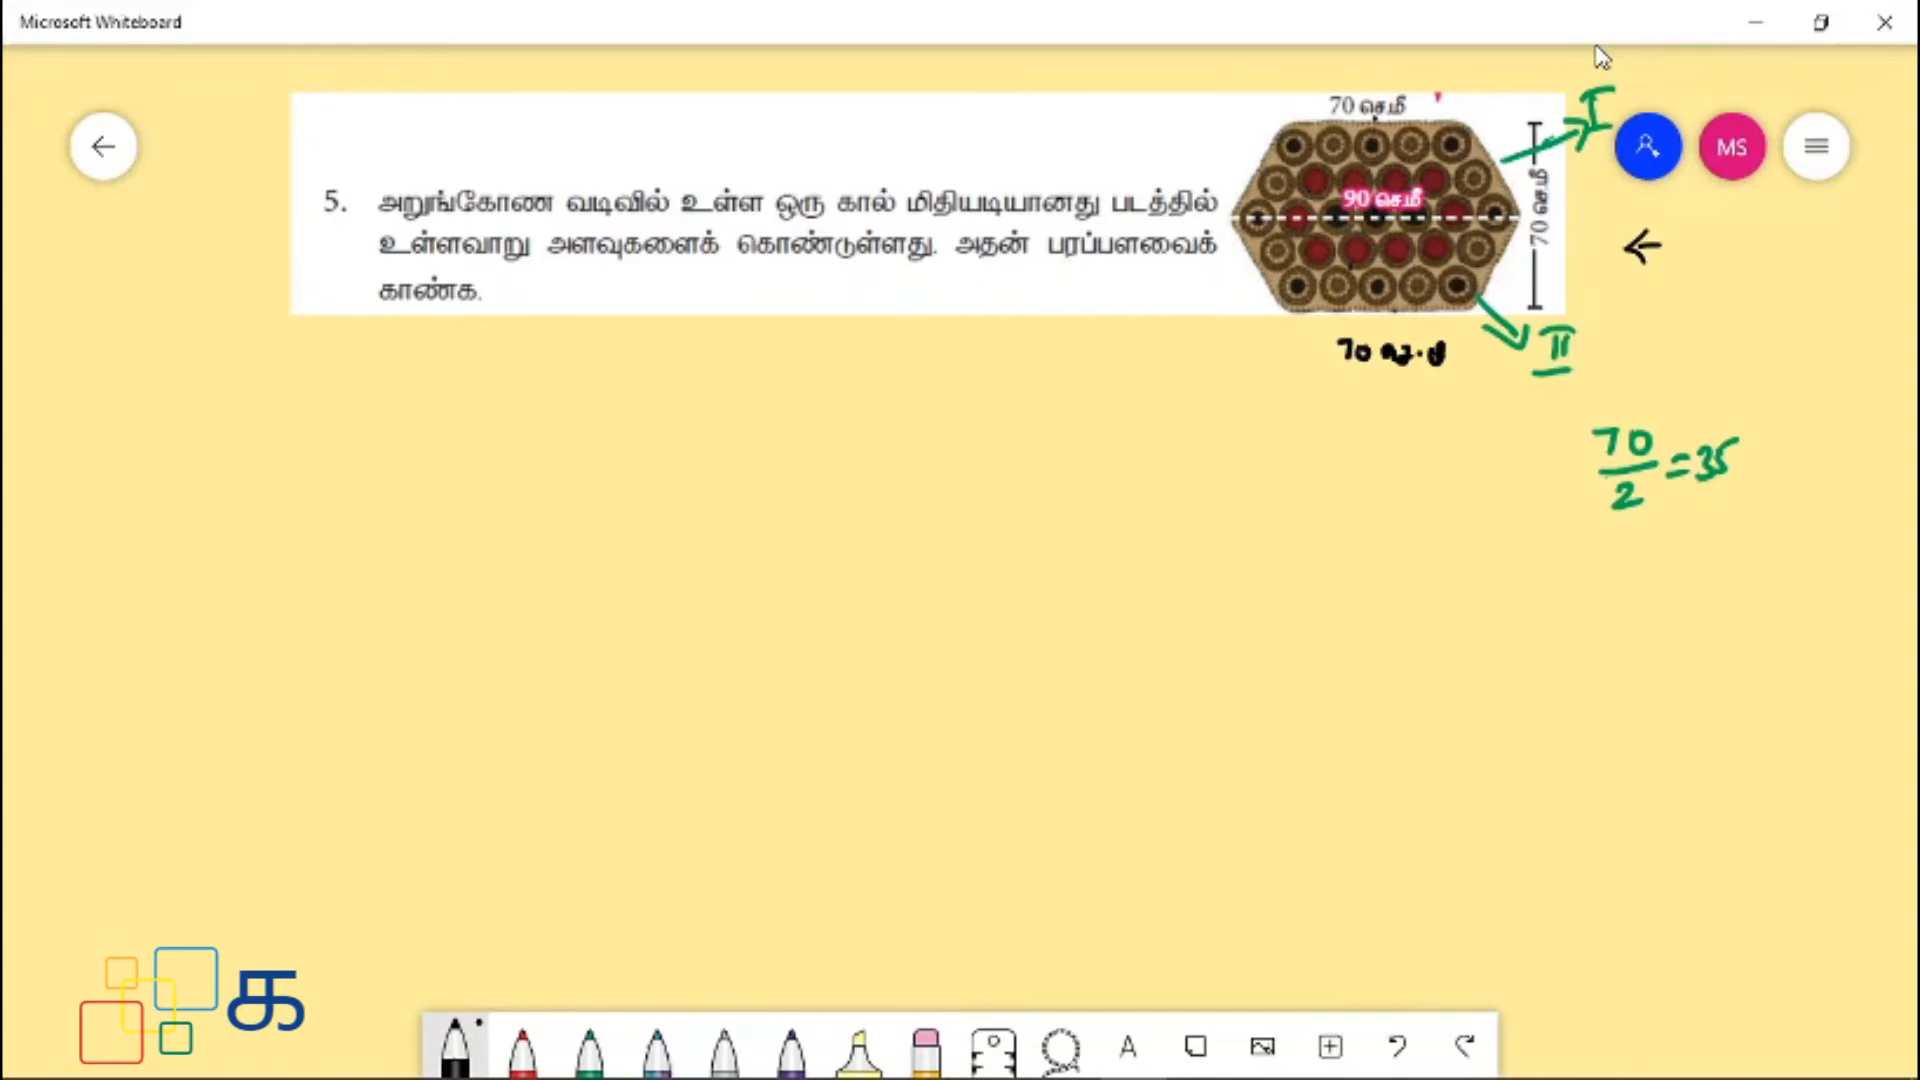 Microsoft Whiteboard
70 செமீ
I
MS
5. அறுங்கோண வடிவில் உள்ள ஒரு கால் மிதியடியானது படத்தில்
உள்ளவாறு அளவுகளைக் கொண்டுள்ளது. அதன் பரப்பளவைக்
காண்க.
90 செமீ
70 செமீ
70 செ.மீ
II
70/2 = 35
க